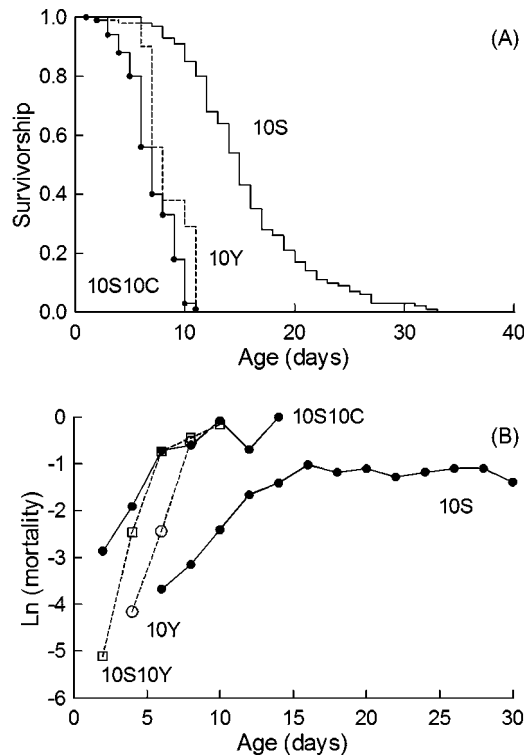 (A)
1.0
0.8
0.6
0.4
0.2
0.0
Survivorship
10S
10Y
10S10C
0 10 20 30 40
Age (days)
(B)
0
-1
-2
-3
-4
-5
-6
Ln (mortality)
10S10C
10S
10Y
10S10Y
0 5 10 15 20 25 30
Age (days)